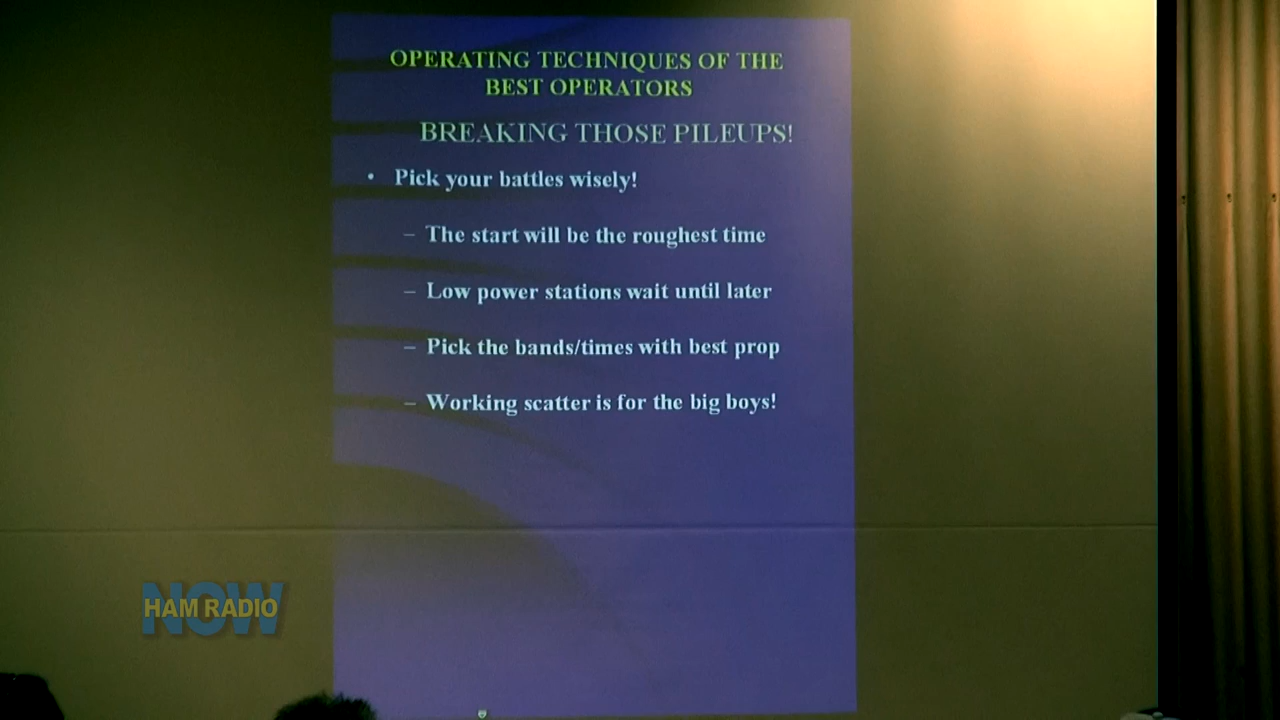 OPERATING TECHNIQUES OF THE
BEST OPERATORS
BREAKING THOSE PILEUPS!
• Pick your battles wisely!
– The start will be the roughest time
– Low power stations wait until later
– Pick the bands/times with best prop
– Working scatter is for the big boys!
NOW
HAM RADIO